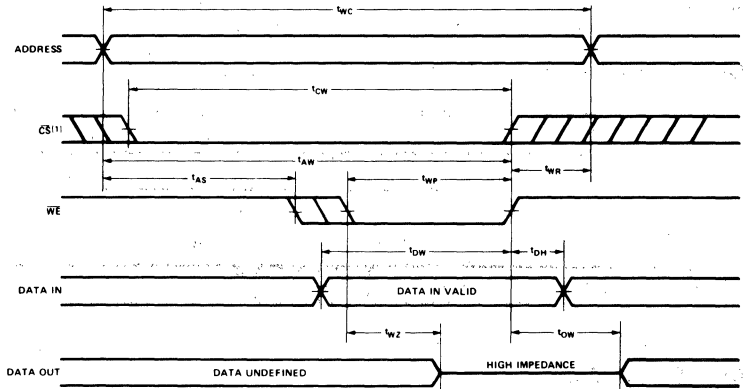 tWC
ADDRESS
tCW
CS(1)
tAW
tAS
tWP
tWR
WE
tDW
tDH
DATA IN
DATA IN VALID
tWZ
tOW
DATA OUT
DATA UNDEFINED
HIGH IMPEDANCE